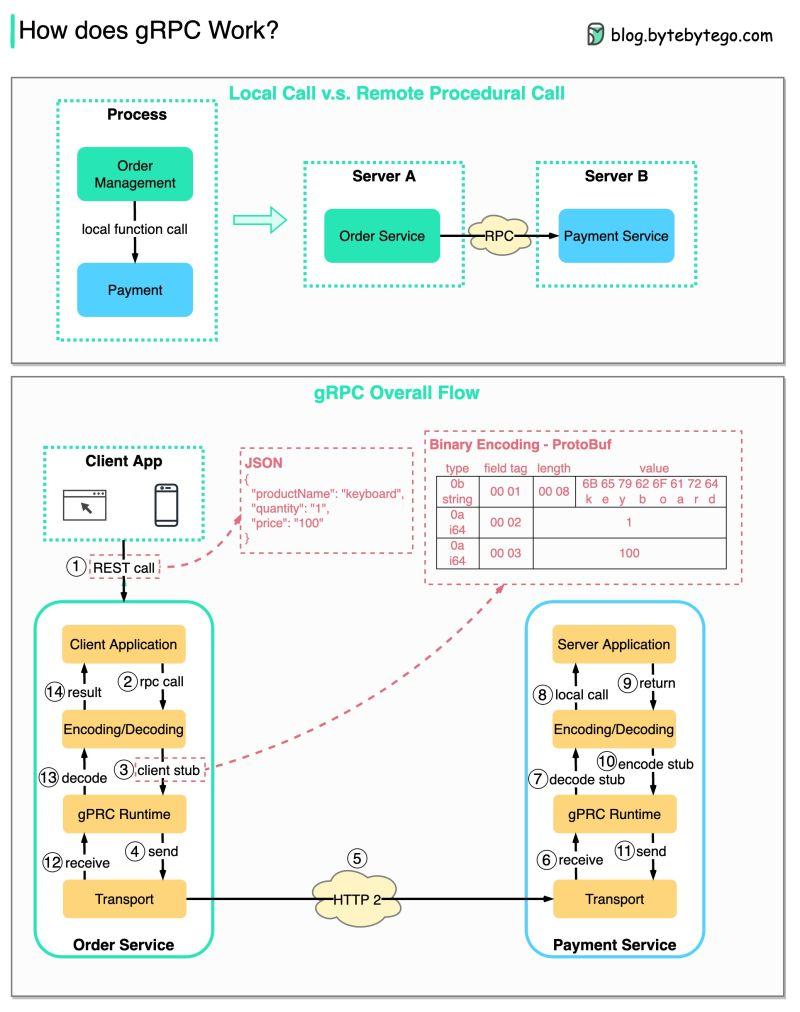 How does gRPC Work?
blog.bytebytego.com
Local Call v.s. Remote Procedural Call
Process
Order
Management
local function call
Payment
Server A
Order Service
RPC
Server B
Payment Service
gRPC Overall Flow
Client App
1 REST call
JSON
{
"productName": "keyboard",
"quantity": "1",
"price": "100"
}
Binary Encoding - ProtoBuf
type field tag length value
0b
string
00 01
00 08
6B 65 79 62 6F 61 72 64
k e y b o a r d
0a
i64
00 02
1
0a
i64
00 03
100
Client Application
14 result
2 rpc call
Encoding/Decoding
13 decode
3 client stub
gPRC Runtime
12 receive
4 send
Transport
Order Service
5
HTTP 2
Server Application
8 local call
9 return
Encoding/Decoding
10 encode stub
7 decode stub
gPRC Runtime
6 receive
11 send
Transport
Payment Service